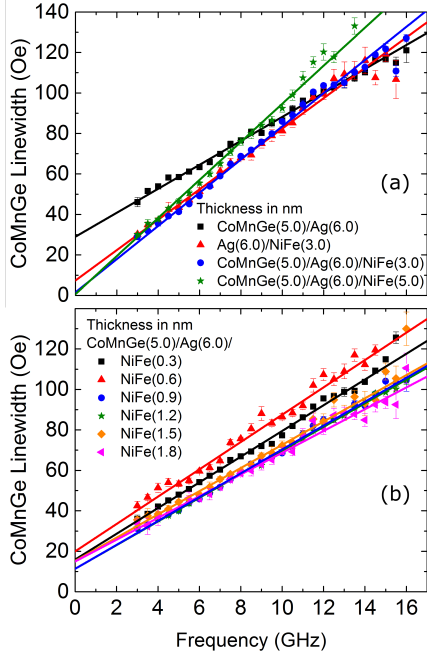 140
120
100
80
60
40
20
0
CoMnGe Linewidth (Oe)
(a)
Thickness in nm
CoMnGe(5.0)/Ag(6.0)
Ag(6.0)/NiFe(3.0)
CoMnGe(5.0)/Ag(6.0)/NiFe(3.0)
CoMnGe(5.0)/Ag(6.0)/NiFe(5.0)
120
100
80
60
40
20
0
CoMnGe Linewidth (Oe)
Thickness in nm
CoMnGe(5.0)/Ag(6.0)/
NiFe(0.3)
NiFe(0.6)
NiFe(0.9)
NiFe(1.2)
NiFe(1.5)
NiFe(1.8)
(b)
0 2 4 6 8 10 12 14 16
Frequency (GHz)